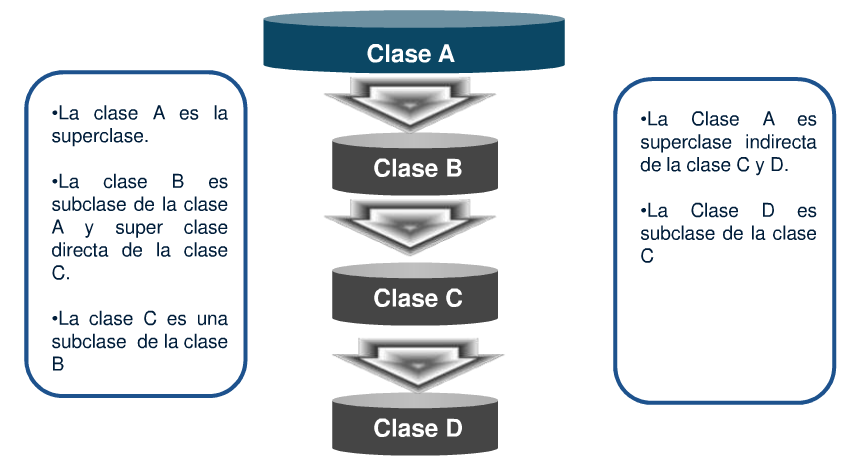 Clase A
•La clase A es la
superclase.
•La clase B es
subclase de la clase
A y super clase
directa de la clase
C.
•La clase C es una
subclase de la clase
B
Clase B
Clase C
Clase D
•La Clase A es
superclase indirecta
de la clase C y D.
•La Clase D es
subclase de la clase
C